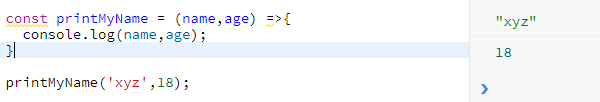 const printMyName = (name,age) =>{
  console.log(name,age);
}
printMyName('xyz',18);
"xyz"
18
❯